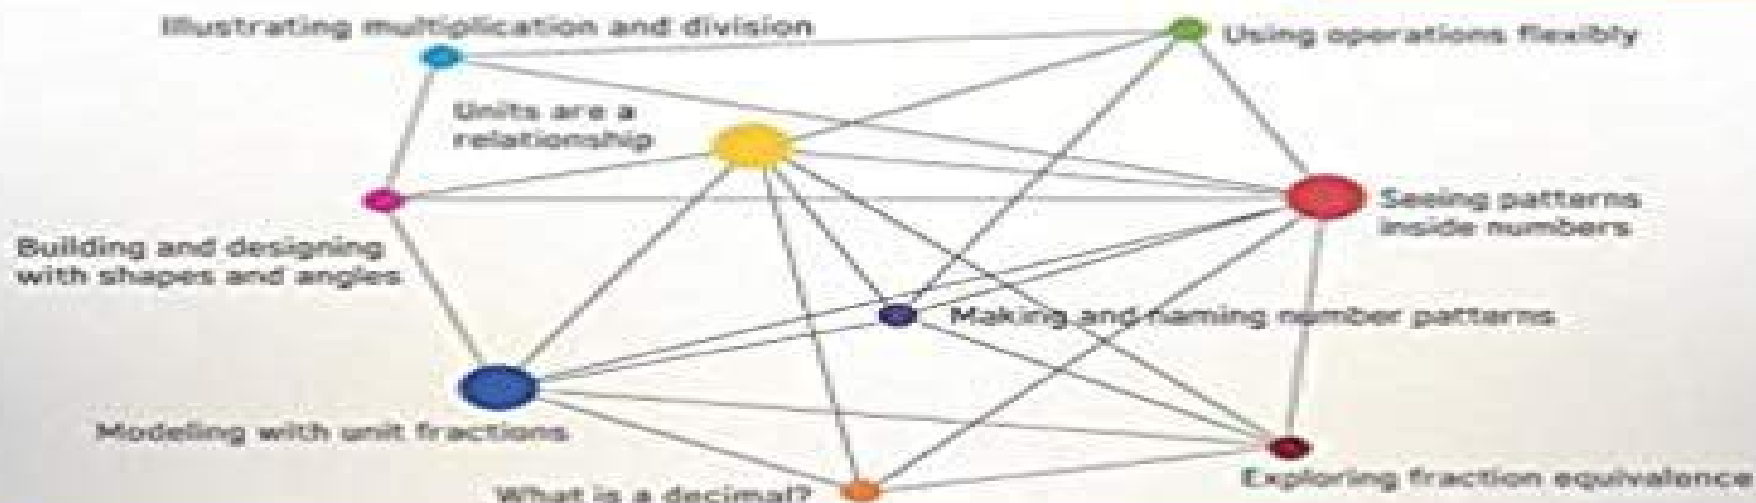 Illustrating multiplication and division
Using operations flexibly
Units are a
relationship
Seeing patterns
inside numbers
Building and designing
with shapes and angles
Making and naming number patterns
Modeling with unit fractions
Exploring fraction equivalence
What is a decimal?